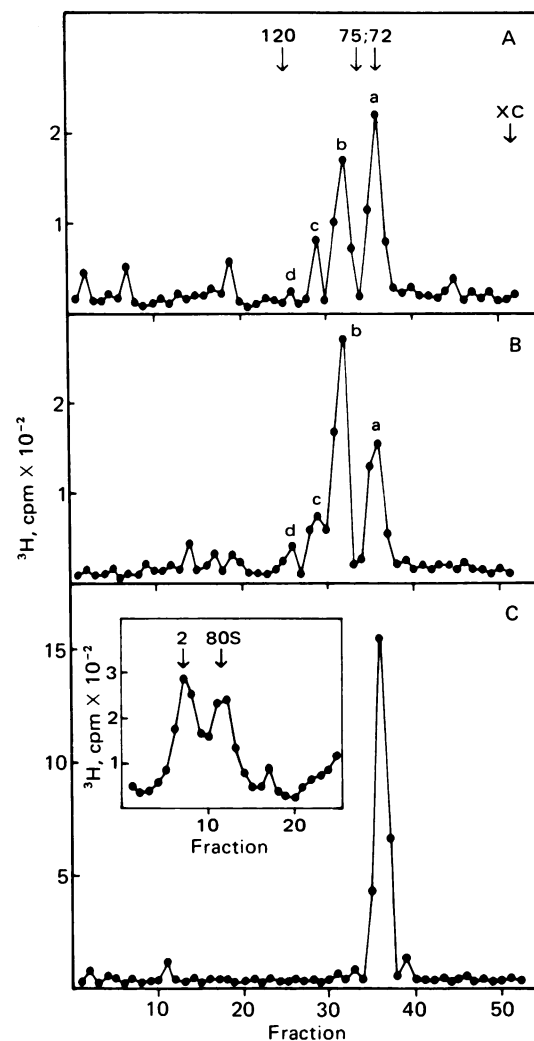 120 75;72 A
a
XC
b
2
1
c
d
B
b
2
a
³H, cpm X 10⁻²
1
c
d
C
15
2 80S
3
³H, cpm X 10⁻²
2
1
10 20
Fraction
10
5
10 20 30 40 50
Fraction